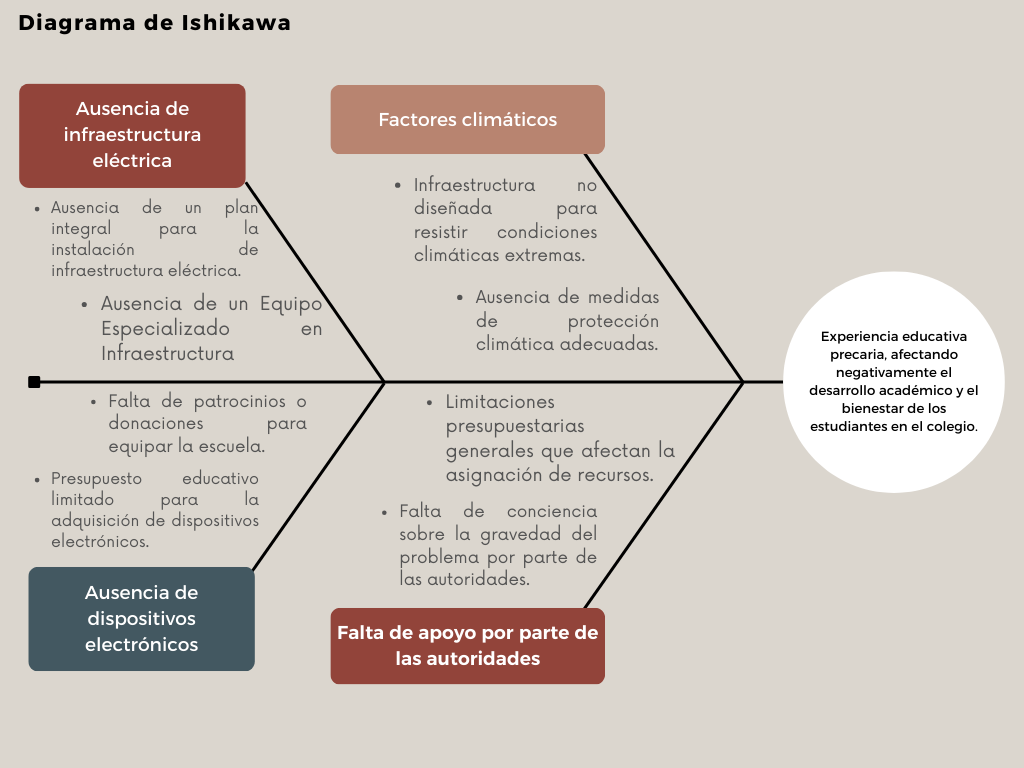 Diagrama de Ishikawa
Ausencia de
infraestructura
eléctrica
Factores climáticos
Ausencia de un plan
integral para la
instalación de
infraestructura eléctrica.
Ausencia de un Equipo
Especializado en
Infraestructura
Infraestructura no
diseñada para
resistir condiciones
climáticas extremas.
Ausencia de medidas
de protección
climática adecuadas.
Experiencia educativa
precaria, afectando
negativamente el
desarrollo académico y el
bienestar de los
estudiantes en el colegio.
Falta de patrocinios o
donaciones para
equipar la escuela.
Presupuesto educativo
limitado para la
adquisición de dispositivos
electrónicos.
Limitaciones
presupuestarias
generales que afectan la
asignación de recursos.
Falta de conciencia
sobre la gravedad del
problema por parte de
las autoridades.
Ausencia de
dispositivos
electrónicos
Falta de apoyo por parte de
las autoridades